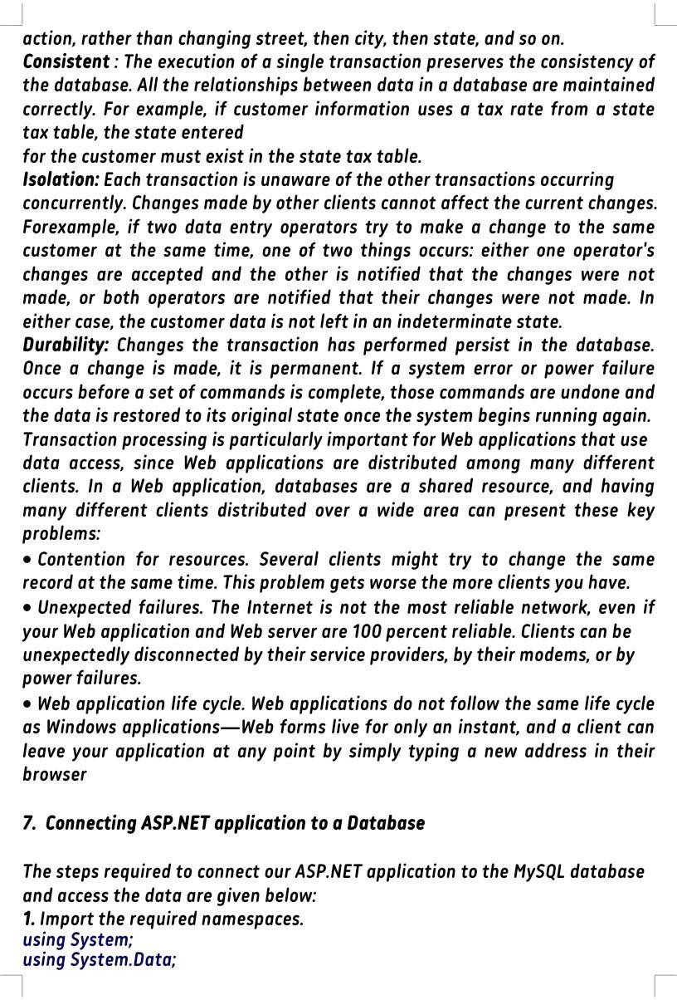 action, rather than changing street, then city, then state, and so on.
Consistent : The execution of a single transaction preserves the consistency of
the database. All the relationships between data in a database are maintained
correctly. For example, if customer information uses a tax rate from a state
tax table, the state entered
for the customer must exist in the state tax table.
Isolation: Each transaction is unaware of the other transactions occurring
concurrently. Changes made by other clients cannot affect the current changes.
Forexample, if two data entry operators try to make a change to the same
customer at the same time, one of two things occurs: either one operator's
changes are accepted and the other is notified that the changes were not
made, or both operators are notified that their changes were not made. In
either case, the customer data is not left in an indeterminate state.
Durability: Changes the transaction has performed persist in the database.
Once a change is made, it is permanent. If a system error or power failure
occurs before a set of commands is complete, those commands are undone and
the data is restored to its original state once the system begins running again.
Transaction processing is particularly important for Web applications that use
data access, since Web applications are distributed among many different
clients. In a Web application, databases are a shared resource, and having
many different clients distributed over a wide area can present these key
problems:
• Contention for resources. Several clients might try to change the same
record at the same time. This problem gets worse the more clients you have.
• Unexpected failures. The Internet is not the most reliable network, even if
your Web application and Web server are 100 percent reliable. Clients can be
unexpectedly disconnected by their service providers, by their modems, or by
power failures.
• Web application life cycle. Web applications do not follow the same life cycle
as Windows applications—Web forms live for only an instant, and a client can
leave your application at any point by simply typing a new address in their
browser
7. Connecting ASP.NET application to a Database
The steps required to connect our ASP.NET application to the MySQL database
and access the data are given below:
1. Import the required namespaces.
using System;
using System.Data;